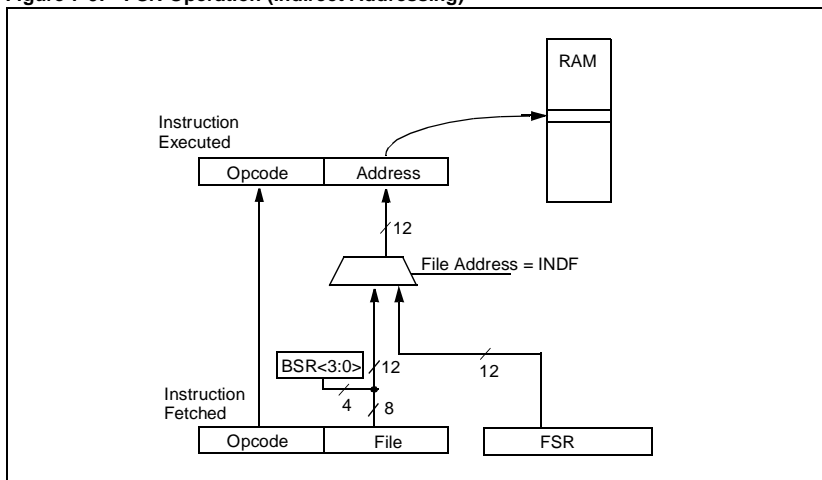 RAM
Instruction
Executed
Opcode
Address
12
File Address = INDF
BSR<3:0>
12
12
Instruction
Fetched
4
8
Opcode
File
FSR